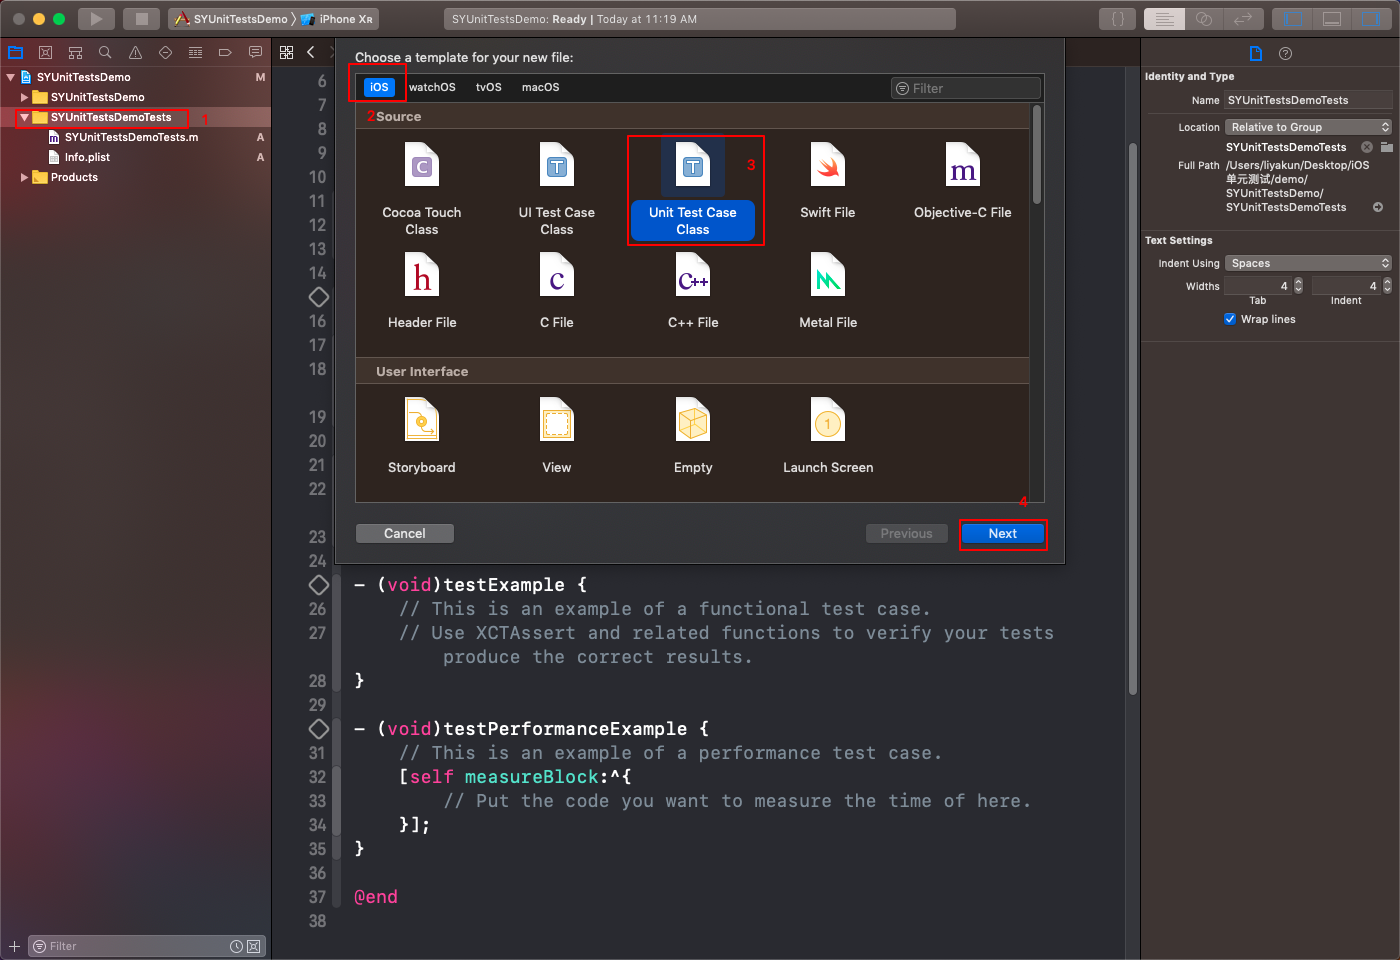 SYUnitTestsDemo
iPhone XR
SYUnitTestsDemo: Ready | Today at 11:19 AM
{}
SYUnitTestsDemo
M
SYUnitTestsDemo
SYUnitTestsDemoTests
1
SYUnitTestsDemoTests.m
A
Info.plist
A
Products
Filter
Choose a template for your new file:
iOS
watchOS
tvOS
macOS
Filter
2
Source
Cocoa Touch
Class
UI Test Case
Class
Unit Test Case
Class
3
Swift File
Objective-C File
Header File
C File
C++ File
Metal File
User Interface
Storyboard
View
Empty
Launch Screen
4
Cancel
Previous
Next
6
7
8
9
10
11
12
13
14
16
17
18
19
20
21
22
23
24
- (void)testExample {
26 // This is an example of a functional test case.
27 // Use XCTAssert and related functions to verify your tests
produce the correct results.
28 }
29
- (void)testPerformanceExample {
31 // This is an example of a performance test case.
32 [self measureBlock:^{
33 // Put the code you want to measure the time of here.
34 }];
35 }
36
37 @end
38
Identity and Type
Name SYUnitTestsDemoTests
Location Relative to Group
SYUnitTestsDemoTests
Full Path /Users/liyakun/Desktop/iOS
单元测试/demo/
SYUnitTestsDemo/
SYUnitTestsDemoTests
Text Settings
Indent Using Spaces
Widths 4 4
Tab Indent
Wrap lines